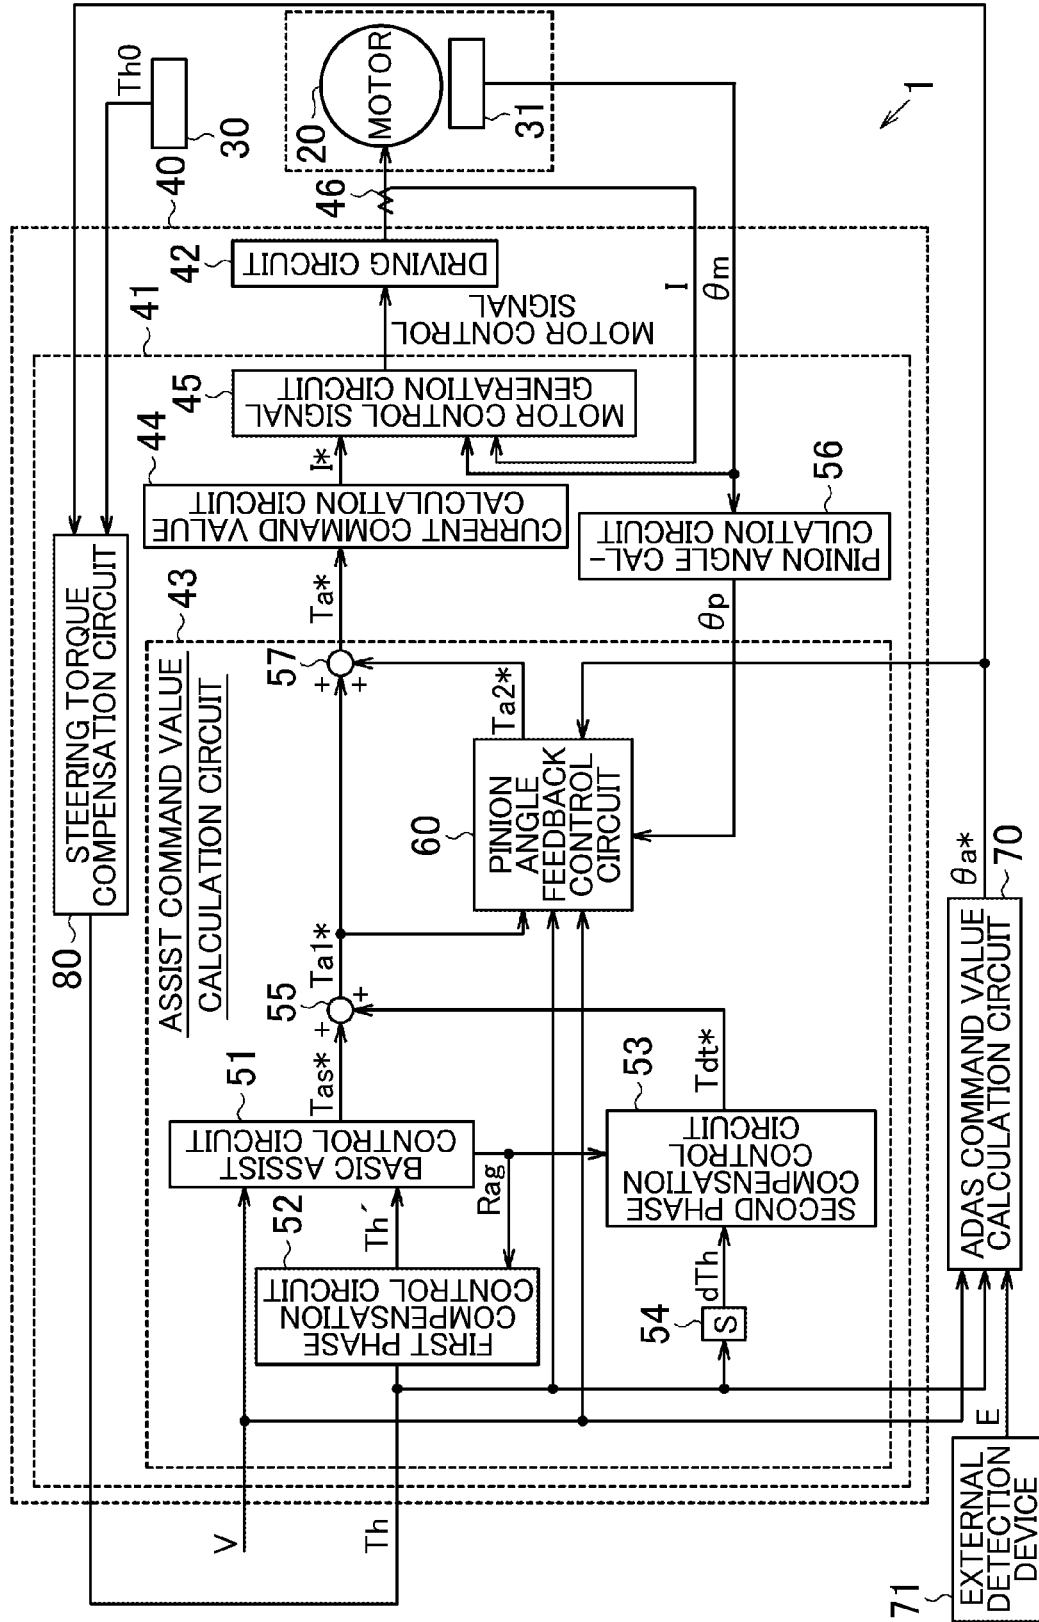 Th0
30
40
20
MOTOR
31
1
46
42
DRIVING CIRCUIT
41
MOTOR CONTROL
SIGNAL
I
θm
45
MOTOR CONTROL SIGNAL
GENERATION CIRCUIT
44
I*
CURRENT COMMAND VALUE
CALCULATION CIRCUIT
56
PINION ANGLE CAL-
CULATION CIRCUIT
STEERING TORQUE
COMPENSATION CIRCUIT
80
43
ASSIST COMMAND VALUE
CALCULATION CIRCUIT
Ta*
θp
57
+
+
Ta2*
60
PINION
ANGLE
FEEDBACK
CONTROL
CIRCUIT
Ta1*
55
+
+
Tas*
Tdt*
51
BASIC ASSIST
CONTROL CIRCUIT
53
SECOND PHASE
COMPENSATION
CONTROL
CIRCUIT
Rag
52
Th´
FIRST PHASE
COMPENSATION
CONTROL CIRCUIT
dTh
54
S
V
Th
θa*
70
ADAS COMMAND VALUE
CALCULATION CIRCUIT
E
71
EXTERNAL
DETECTION
DEVICE